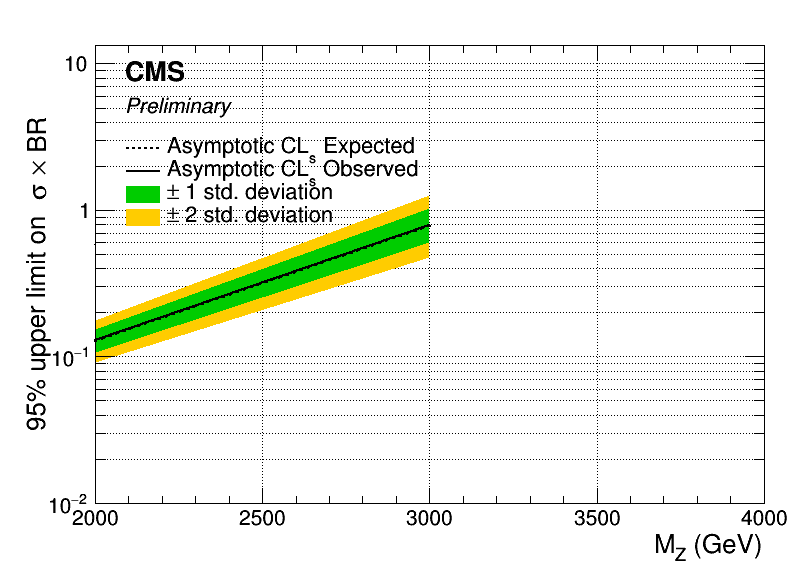 CMS
Preliminary
Asymptotic CLs Expected
Asymptotic CLs Observed
± 1 std. deviation
± 2 std. deviation
95% upper limit on σ × BR
10
1
10⁻¹
10⁻²
2000 2500 3000 3500 4000
M_Z (GeV)